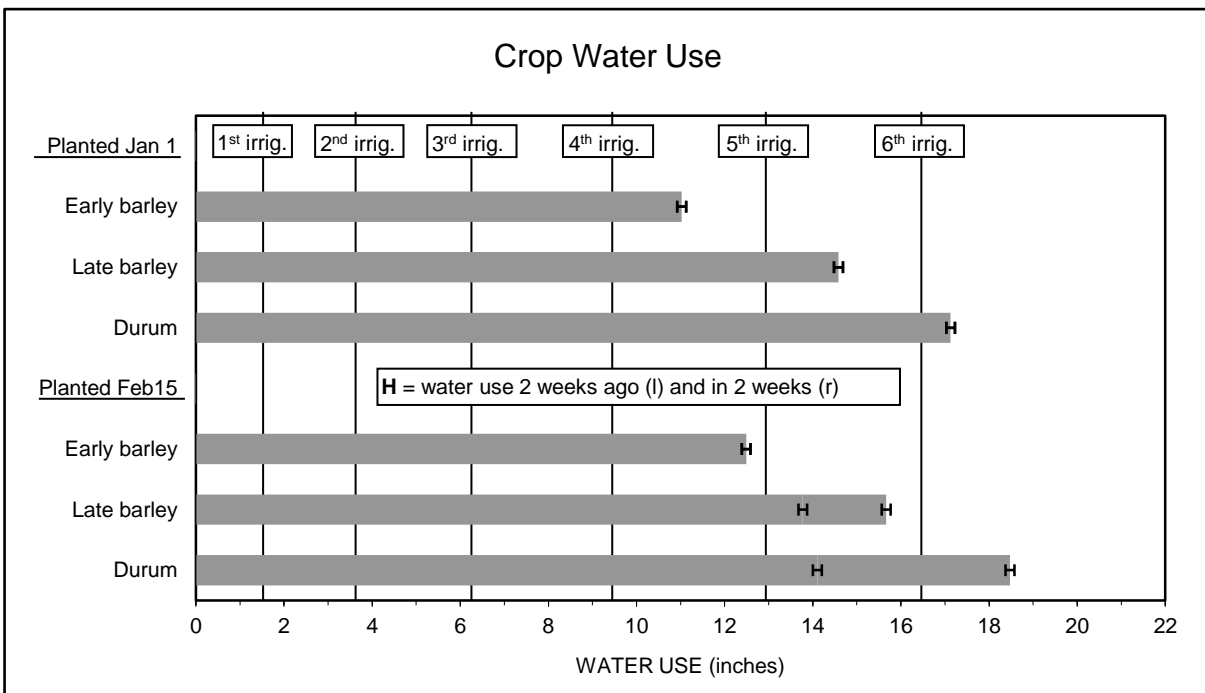 Crop Water Use
Planted Jan 1
1st irrig.
2nd irrig.
3rd irrig.
4th irrig.
5th irrig.
6th irrig.
Early barley
Late barley
Durum
Planted Feb15
H = water use 2 weeks ago (l) and in 2 weeks (r)
Early barley
Late barley
Durum
0 2 4 6 8 10 12 14 16 18 20 22
WATER USE (inches)